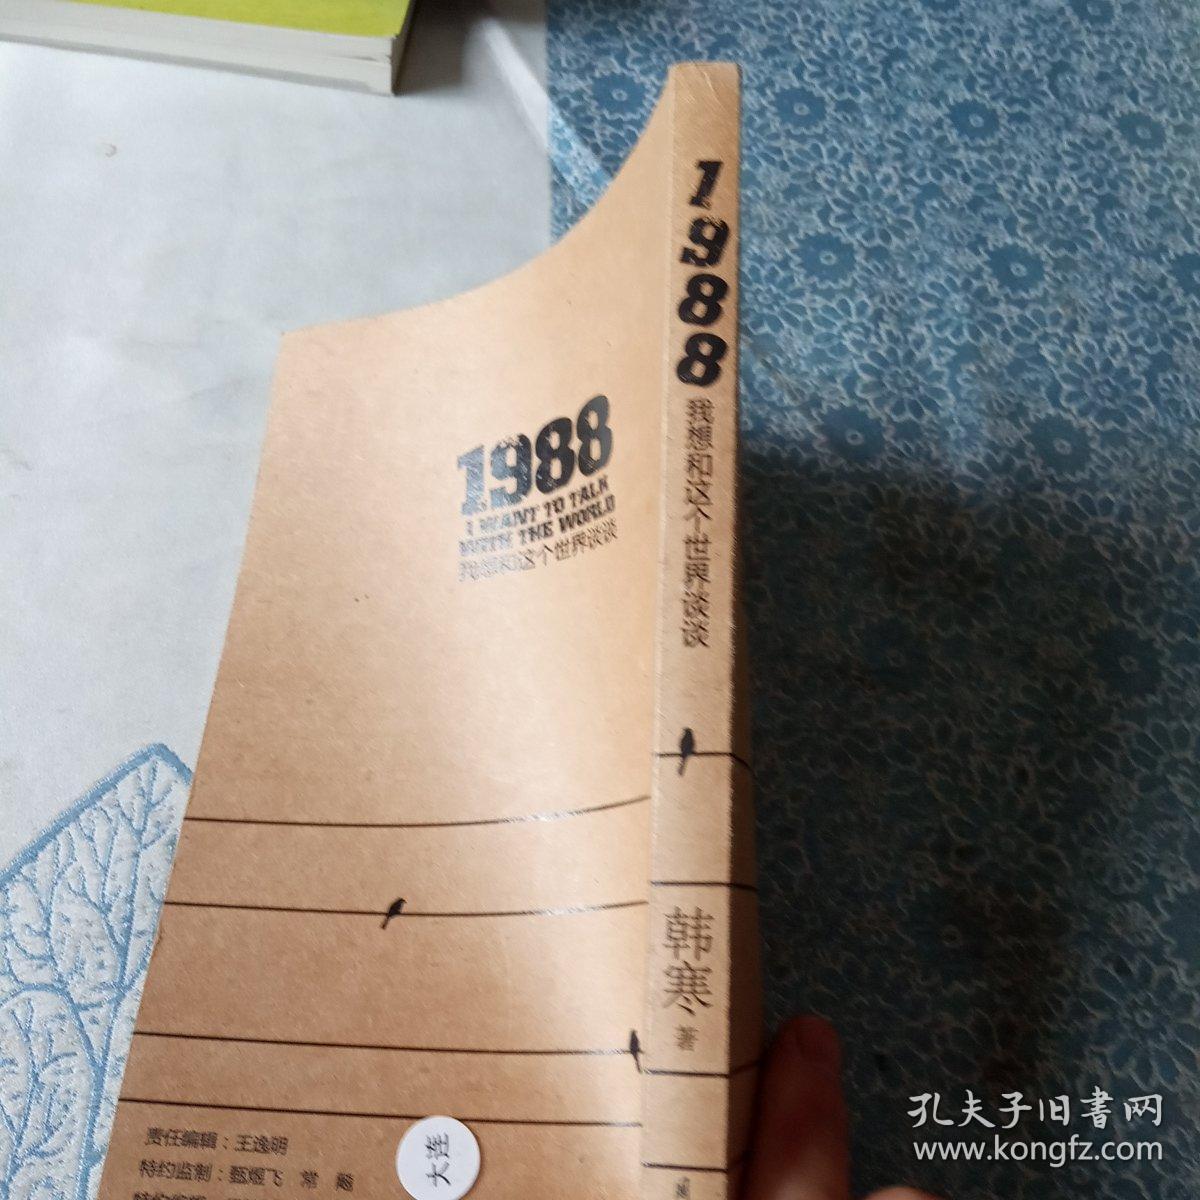 1988
I WANT TO TALK
WITH THE WORLD
我想和这个世界谈谈
责任编辑：王逸明
特约监制：甄煜飞 常飚
大连
1988
我想和这个世界谈谈
韩寒
著
孔夫子旧書网
www.kongfz.com